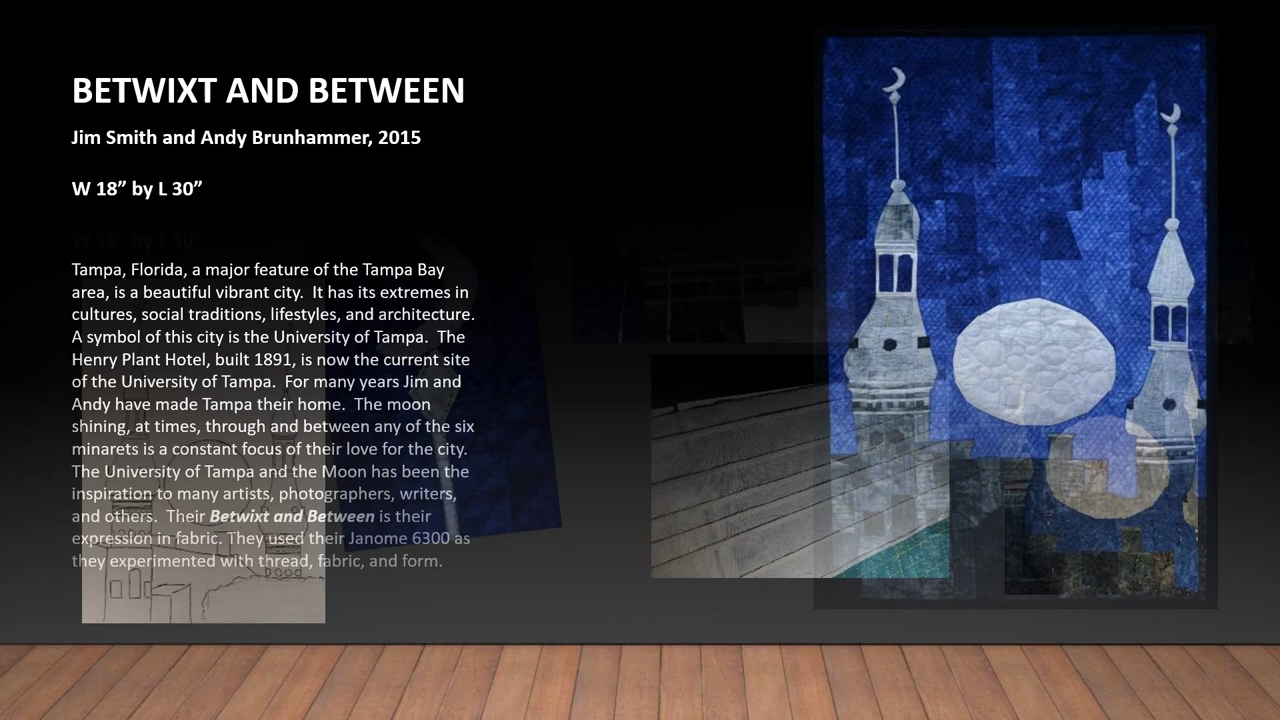 BETWIXT AND BETWEEN
Jim Smith and Andy Brunhammer, 2015
W 18” by L 30”
W 18” by L 30”
Tampa, Florida, a major feature of the Tampa Bay
area, is a beautiful vibrant city.  It has its extremes in
cultures, social traditions, lifestyles, and architecture.
A symbol of this city is the University of Tampa.  The
Henry Plant Hotel, built 1891, is now the current site
of the University of Tampa.  For many years Jim and
Andy have made Tampa their home.  The moon
shining, at times, through and between any of the six
minarets is a constant focus of their love for the city.
The University of Tampa and the Moon has been the
inspiration to many artists, photographers, writers,
and others.  Their Betwixt and Between is their
expression in fabric. They used their Janome 6300 as
they experimented with thread, fabric, and form.